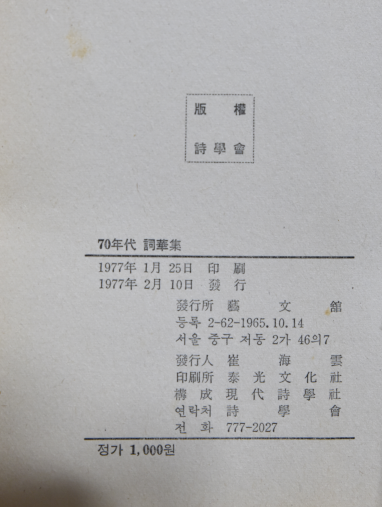 版權
詩學會
70年代 詞華集
1977年 1月 25日 印刷
1977年 2月 10日 發行
發行所 藝文館
등록 2-62-1965.10.14
서울 중구 저동 2가 46의7
發行人 崔海雲
印刷所 泰光文化社
構成 現代詩學社
연락처 詩學會
전화 777-2027
정가 1,000원